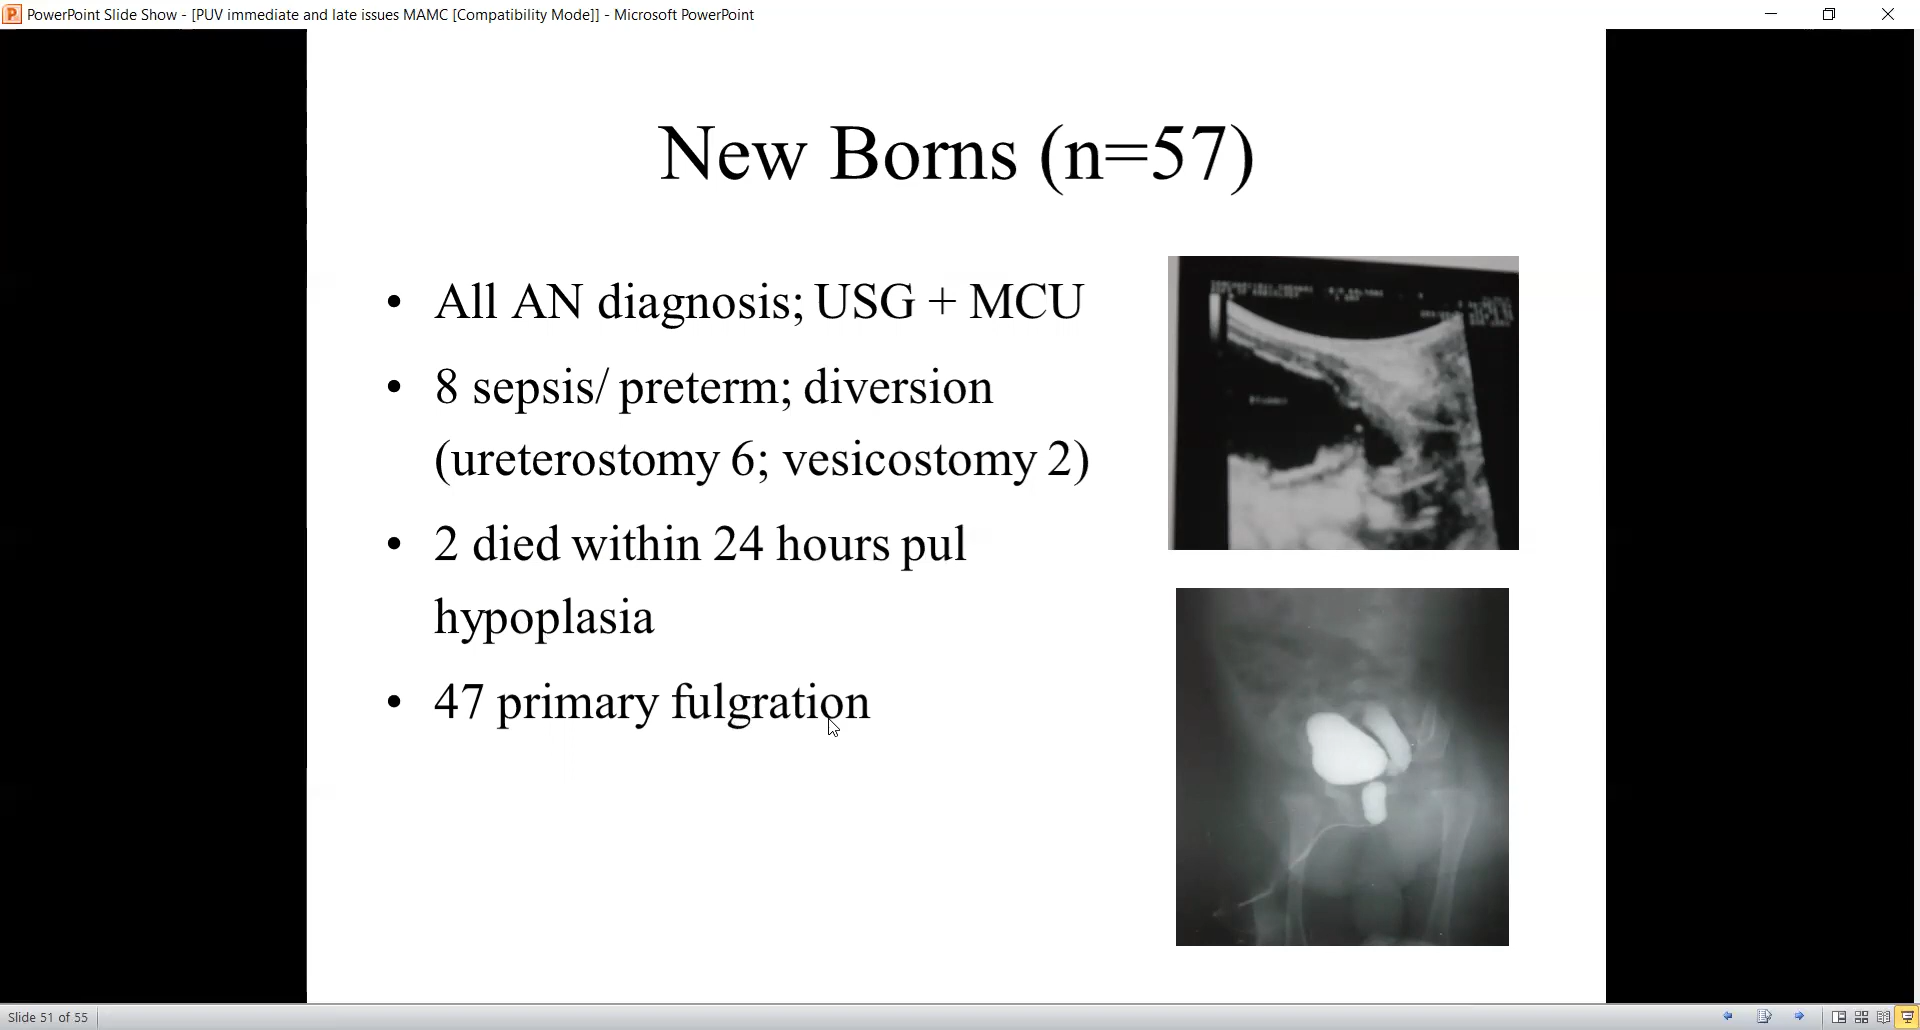 PowerPoint Slide Show - [PUV immediate and late issues MAMC [Compatibility Mode]] - Microsoft PowerPoint
New Borns (n=57)
• All AN diagnosis; USG + MCU
• 8 sepsis/ preterm; diversion
(ureterostomy 6; vesicostomy 2)
• 2 died within 24 hours pul
hypoplasia
• 47 primary fulgration
Slide 51 of 55